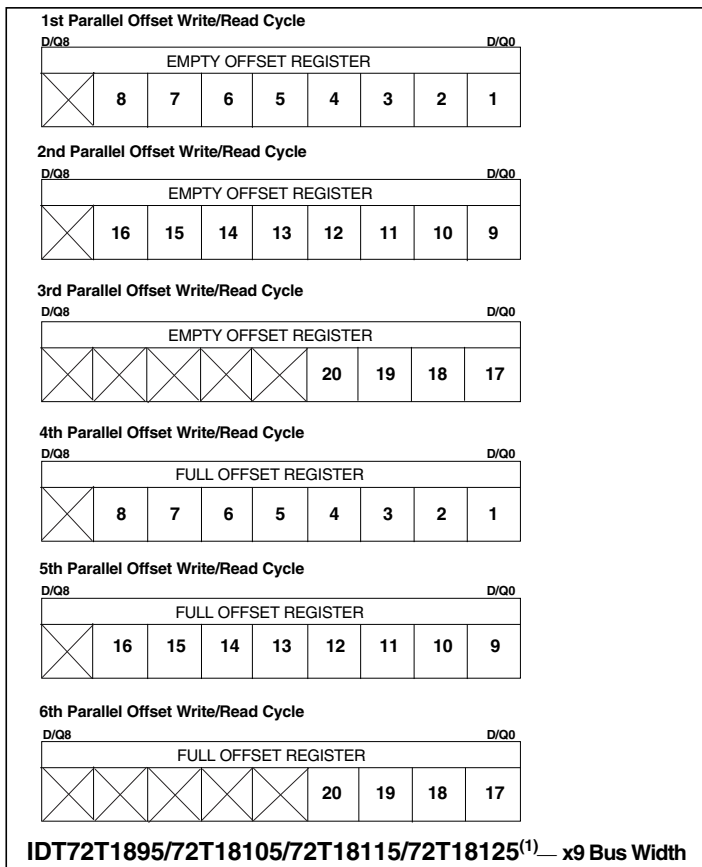 1st Parallel Offset Write/Read Cycle
D/Q8 D/Q0
EMPTY OFFSET REGISTER
8 7 6 5 4 3 2 1
2nd Parallel Offset Write/Read Cycle
D/Q8 D/Q0
EMPTY OFFSET REGISTER
16 15 14 13 12 11 10 9
3rd Parallel Offset Write/Read Cycle
D/Q8 D/Q0
EMPTY OFFSET REGISTER
20 19 18 17
4th Parallel Offset Write/Read Cycle
D/Q8 D/Q0
FULL OFFSET REGISTER
8 7 6 5 4 3 2 1
5th Parallel Offset Write/Read Cycle
D/Q8 D/Q0
FULL OFFSET REGISTER
16 15 14 13 12 11 10 9
6th Parallel Offset Write/Read Cycle
D/Q8 D/Q0
FULL OFFSET REGISTER
20 19 18 17
IDT72T1895/72T18105/72T18115/72T18125(1)— x9 Bus Width